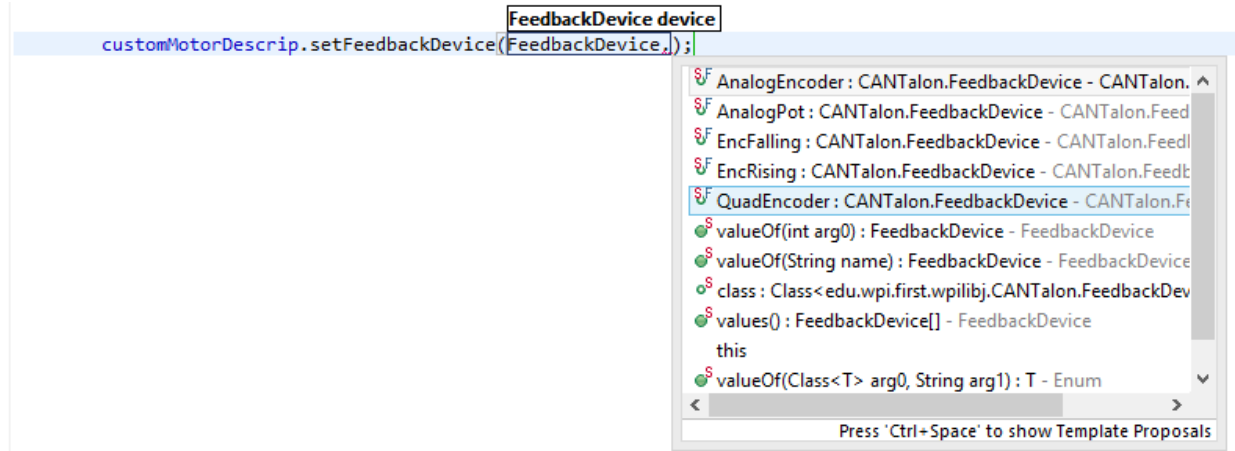 FeedbackDevice device
customMotorDescrip.setFeedbackDevice(FeedbackDevice.);
AnalogEncoder : CANTalon.FeedbackDevice - CANTalon.
AnalogPot : CANTalon.FeedbackDevice - CANTalon.Feed
EncFalling : CANTalon.FeedbackDevice - CANTalon.Feed
EncRising : CANTalon.FeedbackDevice - CANTalon.Feedb
QuadEncoder : CANTalon.FeedbackDevice - CANTalon.Fe
valueOf(int arg0) : FeedbackDevice - FeedbackDevice
valueOf(String name) : FeedbackDevice - FeedbackDevice
class : Class<edu.wpi.first.wpilibj.CANTalon.FeedbackDev
values() : FeedbackDevice[] - FeedbackDevice
this
valueOf(Class<T> arg0, String arg1) : T - Enum
Press 'Ctrl+Space' to show Template Proposals